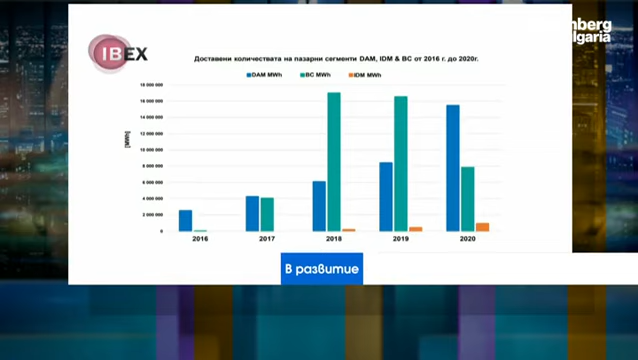 mberg
lgaria
IBEX
Доставени количествата на пазарни сегменти DAM, IDM & BC от 2016 г. до 2020г.
DAM MWh BC MWh IDM MWh
[MWh]
18 000 000
16 000 000
14 000 000
12 000 000
10 000 000
8 000 000
6 000 000
4 000 000
2 000 000
0
2016 2017 2018 2019 2020
В развитие